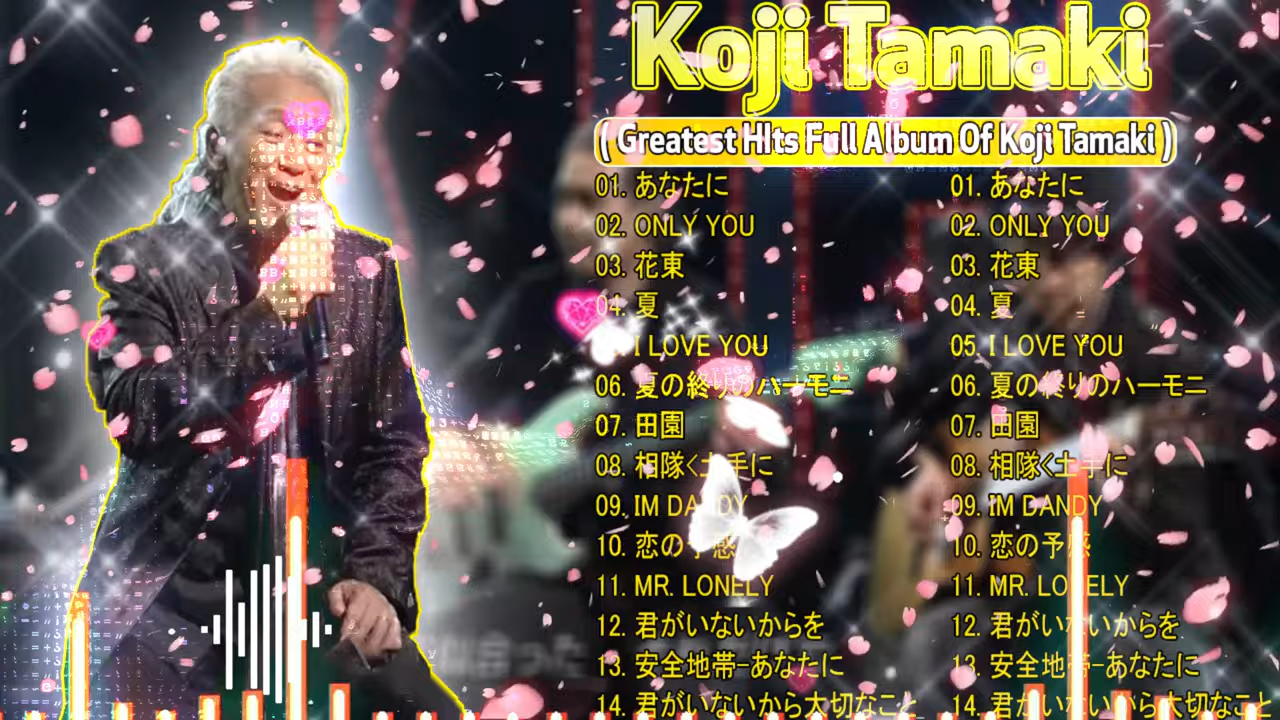 Koji Tamaki
( Greatest HIts Full Album Of Koji Tamaki )
01. あなたに
02. ONLY YOU
03. 花東
04. 夏
I LOVE YOU
06. 夏の終りのハーモニ
07. 田園
08. 相隊<土手に
09. IM DANDY
10. 恋の予感
11. MR. LONELY
12. 君がいないからを
13. 安全地帯-あなたに
14. 君がいないから大切なこと
01. あなたに
02. ONLY YOU
03. 花東
04. 夏
05. I LOVE YOU
06. 夏の終りのハーモニ
07. 田園
08. 相隊<土手に
09. IM DANDY
10. 恋の予感
11. MR. LONELY
12. 君がいないからを
13. 安全地帯-あなたに
14. 君がいないから大切なこと